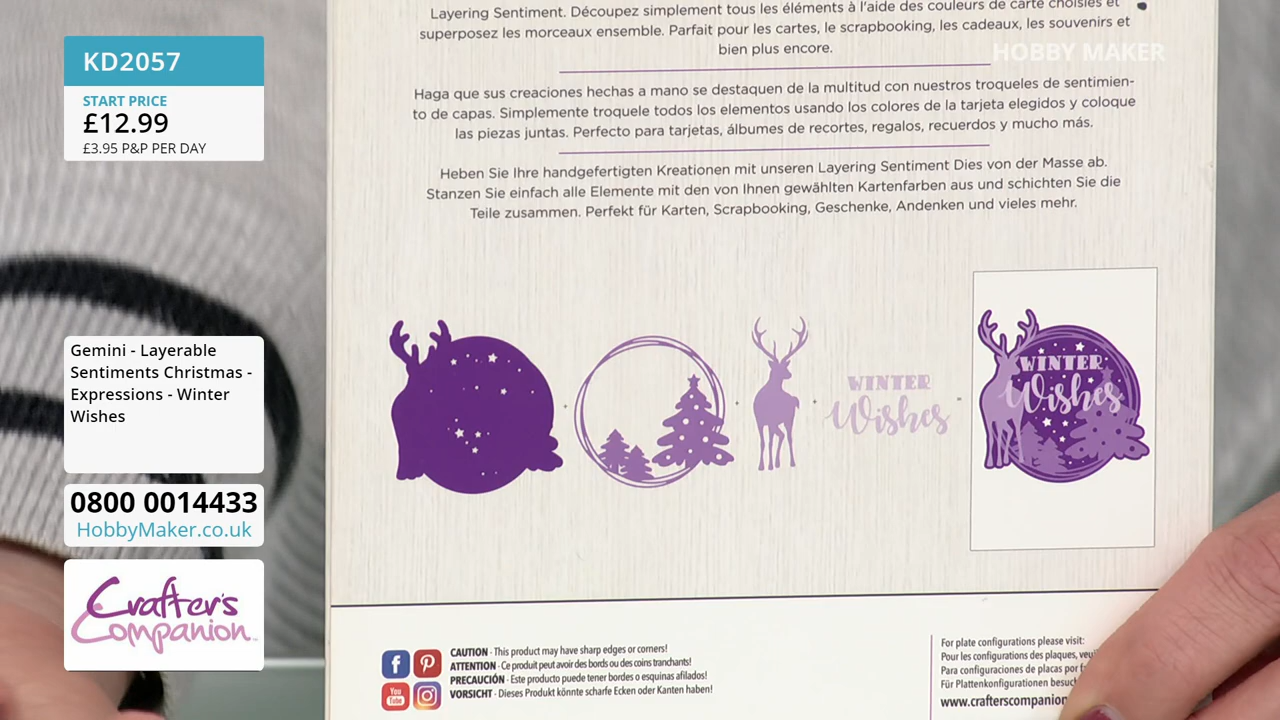 KD2057
START PRICE
£12.99
£3.95 P&P PER DAY
Gemini - Layerable
Sentiments Christmas -
Expressions - Winter
Wishes
0800 0014433
HobbyMaker.co.uk
Crafter's
Companion
HOBBY MAKER
Layering Sentiment. Découpez simplement tous les éléments à l'aide des couleurs de carte choisies et
superposez les morceaux ensemble. Parfait pour les cartes, le scrapbooking, les cadeaux, les souvenirs et
bien plus encore.
Haga que sus creaciones hechas a mano se destaquen de la multitud con nuestros troqueles de sentimien-
to de capas. Simplemente troquele todos los elementos usando los colores de la tarjeta elegidos y coloque
las piezas juntas. Perfecto para tarjetas, álbumes de recortes, regalos, recuerdos y mucho más.
Heben Sie Ihre handgefertigten Kreationen mit unseren Layering Sentiment Dies von der Masse ab.
Stanzen Sie einfach alle Elemente mit den von Ihnen gewählten Kartenfarben aus und schichten Sie die
Teile zusammen. Perfekt für Karten, Scrapbooking, Geschenke, Andenken und vieles mehr.
WINTER
Wishes
WINTER
Wishes
CAUTION · This product may have sharp edges or corners!
ATTENTION · Ce produit peut avoir des bords ou des coins tranchants!
PRECAUCIÓN · Este producto puede tener bordes o esquinas afilados!
VORSICHT · Dieses Produkt könnte scharfe Ecken oder Kanten haben!
You
Tube
For plate configurations please visit:
Pour les configurations des plaques,
Para configuraciones de placas por
Für Plattenkonfigurationen
www.crafterscompanion